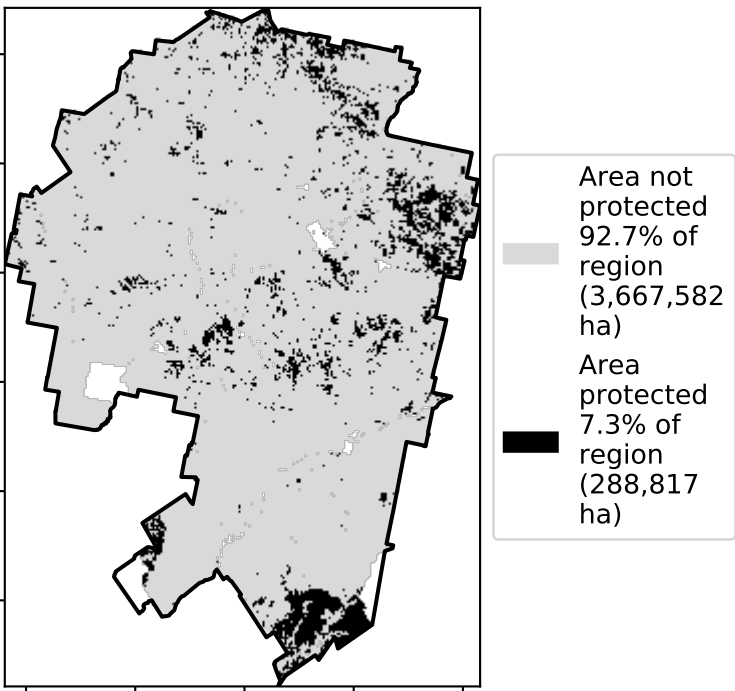 Area not
protected
92.7% of
region
(3,667,582
ha)
Area
protected
7.3% of
region
(288,817
ha)